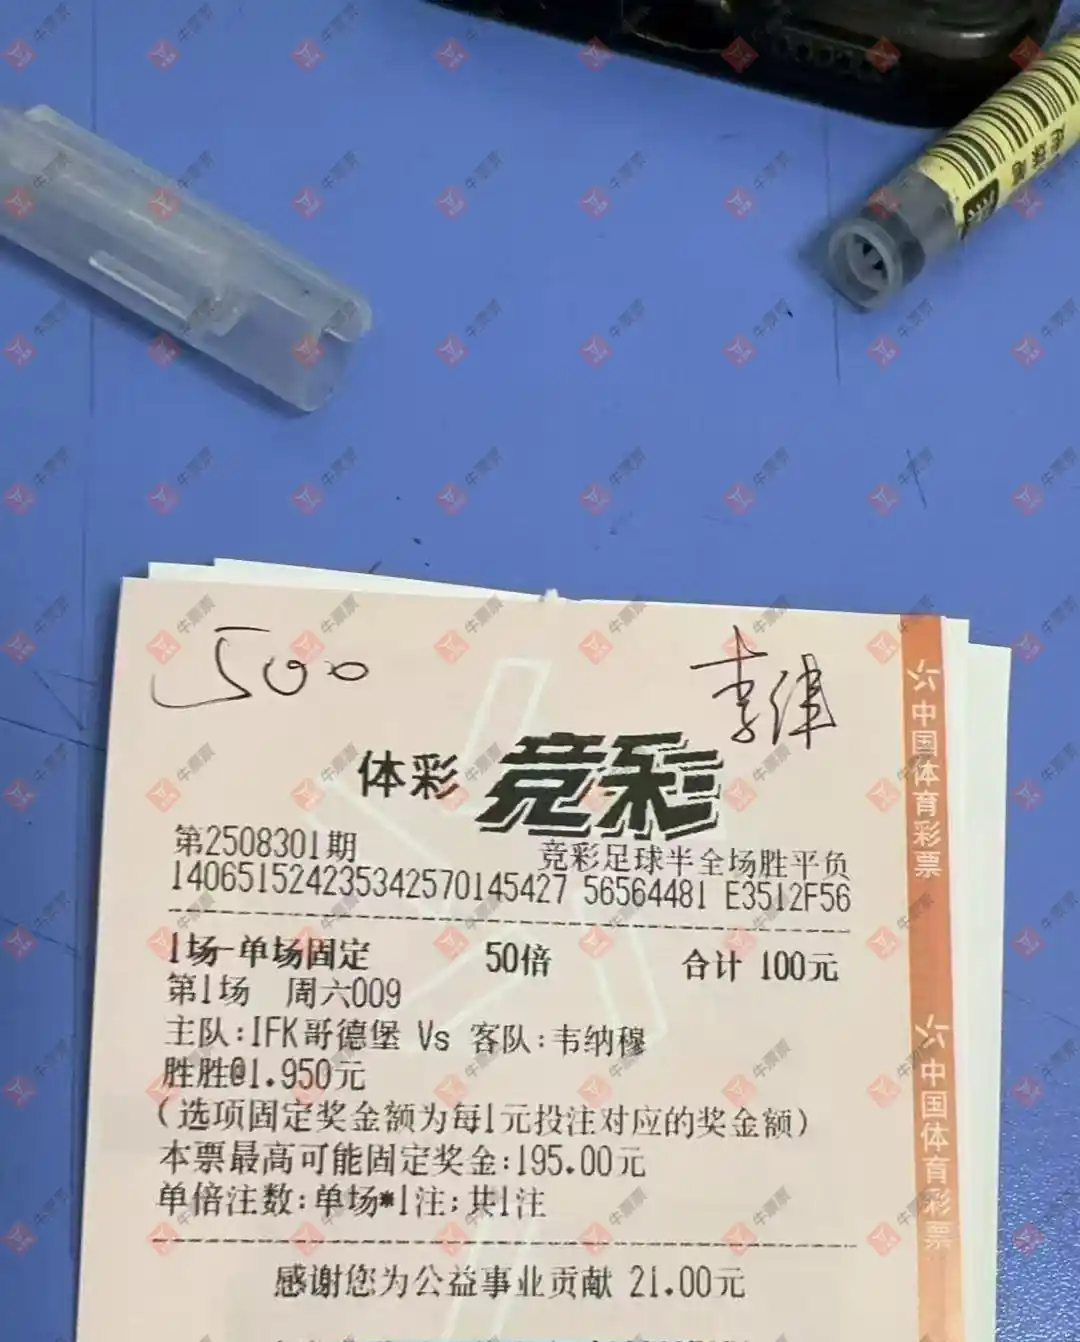 500
李伟
体彩 竞彩
第2508301期 竞彩足球半全场胜平负
140651524235342570145427 56564481 E3512F56
1场-单场固定 50倍 合计 100元
第1场 周六009
主队:IFK哥德堡 Vs 客队:韦纳穆
胜胜@1.950元
(选项固定奖金额为每1元投注对应的奖金额)
本票最高可能固定奖金:195.00元
单倍注数:单场*1注;共1注
感谢您为公益事业贡献 21.00元
中国体育彩票
中国体育彩票
牛票票